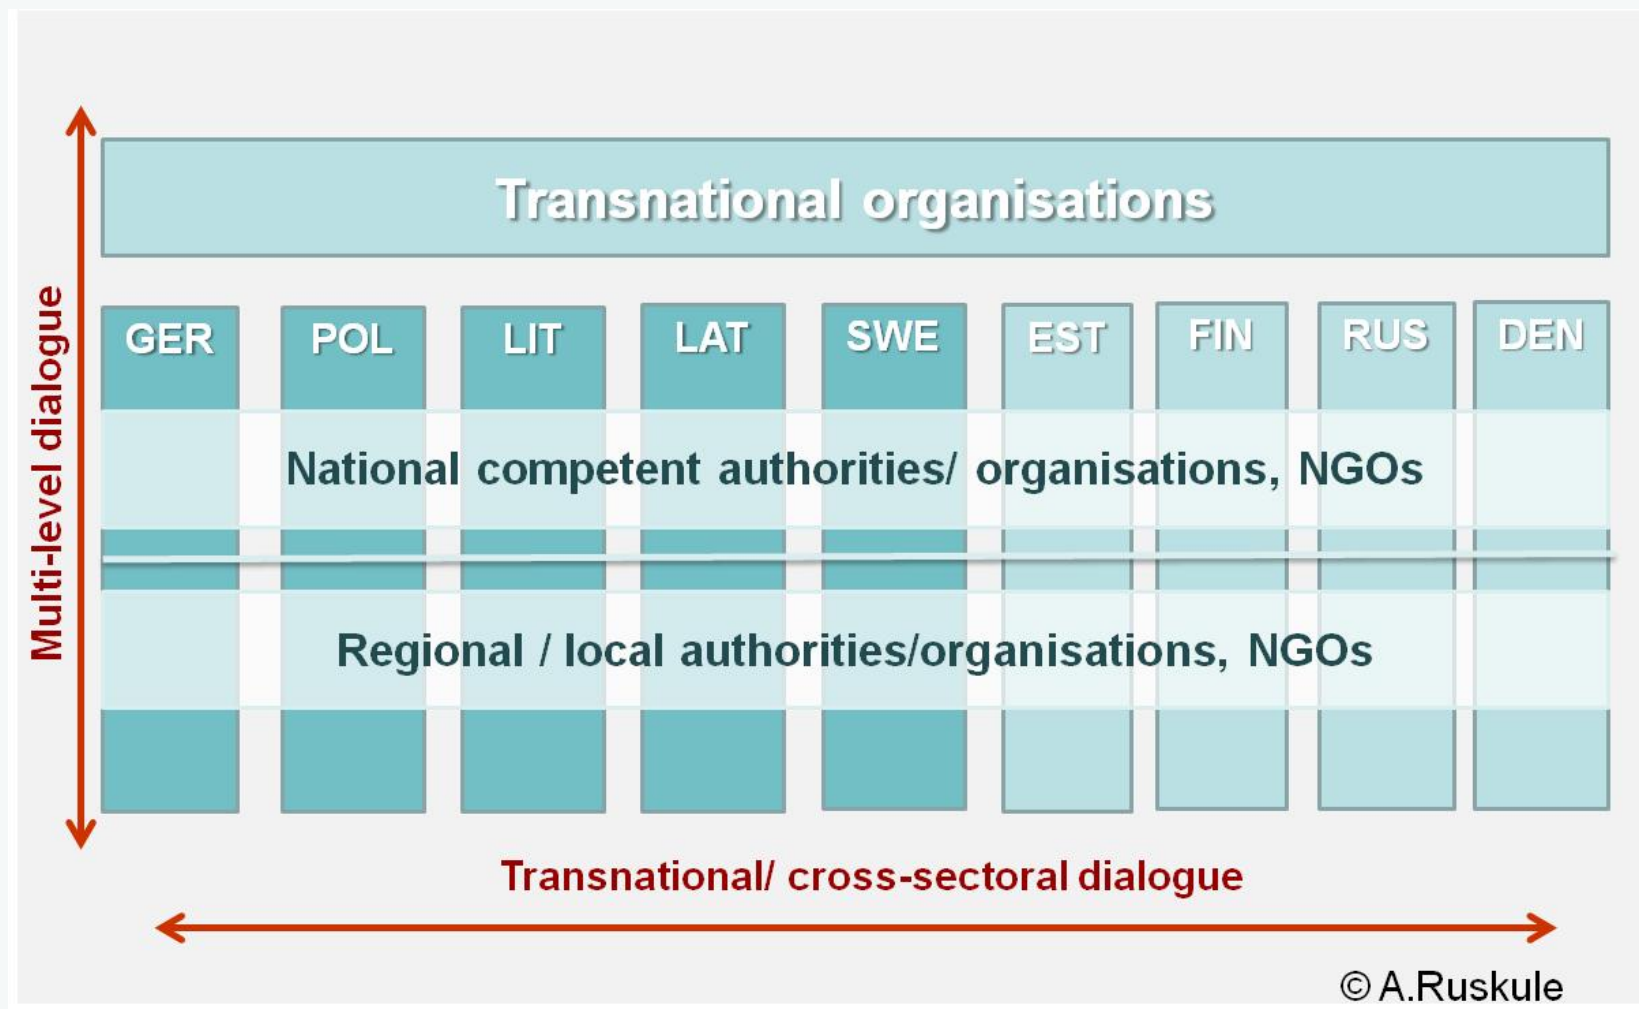 Transnational organisations
GER POL LIT LAT SWE EST FIN RUS DEN
National competent authorities/ organisations, NGOs
Regional / local authorities/organisations, NGOs
Multi-level dialogue
Transnational/ cross-sectoral dialogue
© A.Ruskule